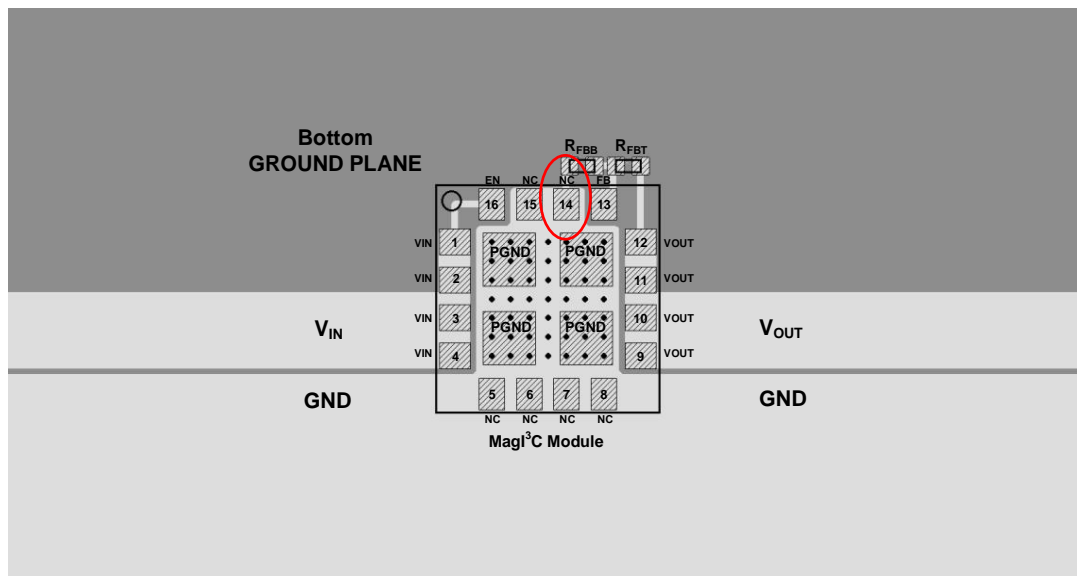 Bottom
GROUND PLANE
RFBB RFBT
EN NC NC FB
16 15 14 13
VIN 1 PGND PGND 12 VOUT
VIN 2 11 VOUT
VIN VIN 3 PGND PGND 10 VOUT VOUT
VIN 4 9 VOUT
GND 5 6 7 8 GND
NC NC NC NC
MagI³C Module